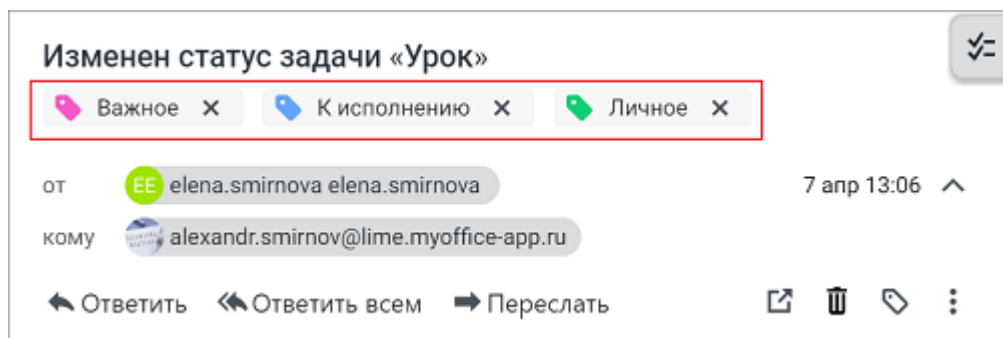 Изменен статус задачи «Урок»
Важное К исполнению Личное
от EE elena.smirnova elena.smirnova 7 апр 13:06
кому alexandr.smirnov@lime.myoffice-app.ru
Ответить Ответить всем Переслать